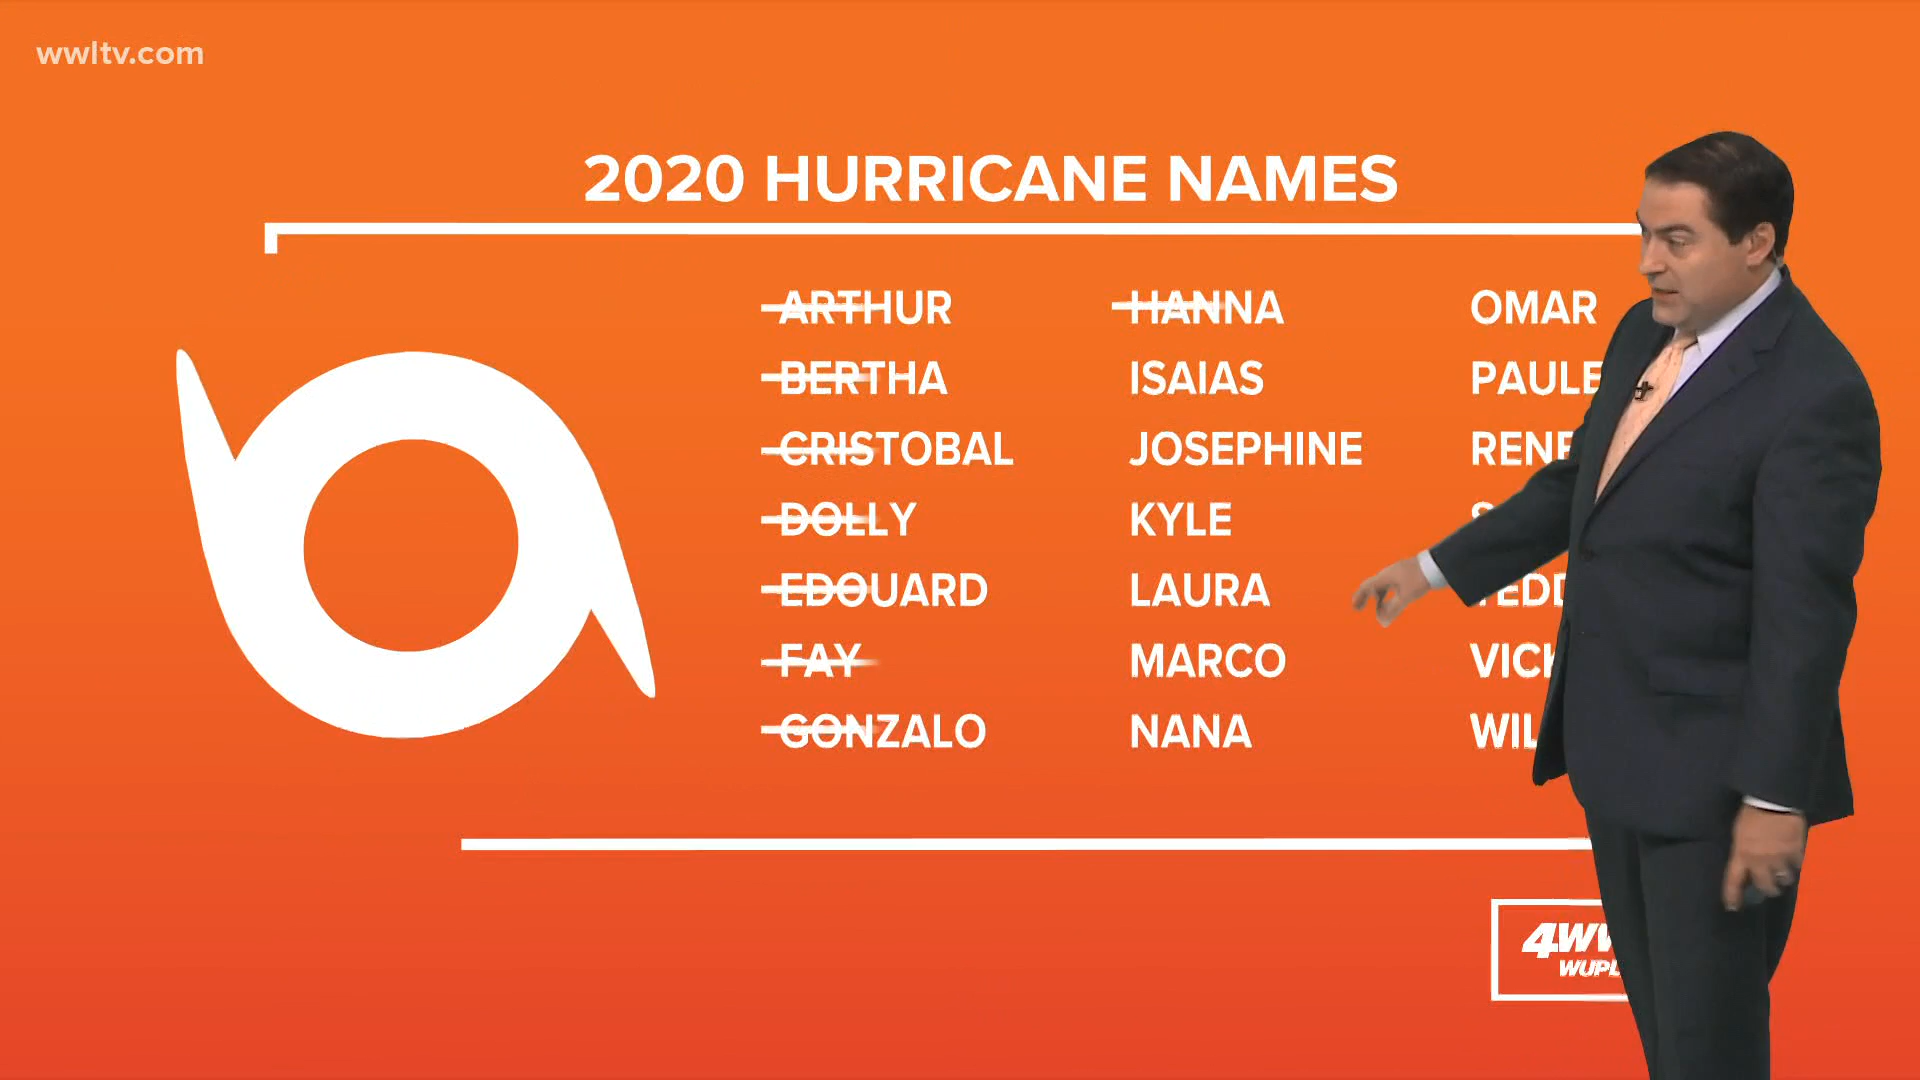 wwltv.com
2020 HURRICANE NAMES
ARTHUR
BERTHA
CRISTOBAL
DOLLY
EDOUARD
FAY
GONZALO
HANNA
ISAIAS
JOSEPHINE
KYLE
LAURA
MARCO
NANA
OMAR